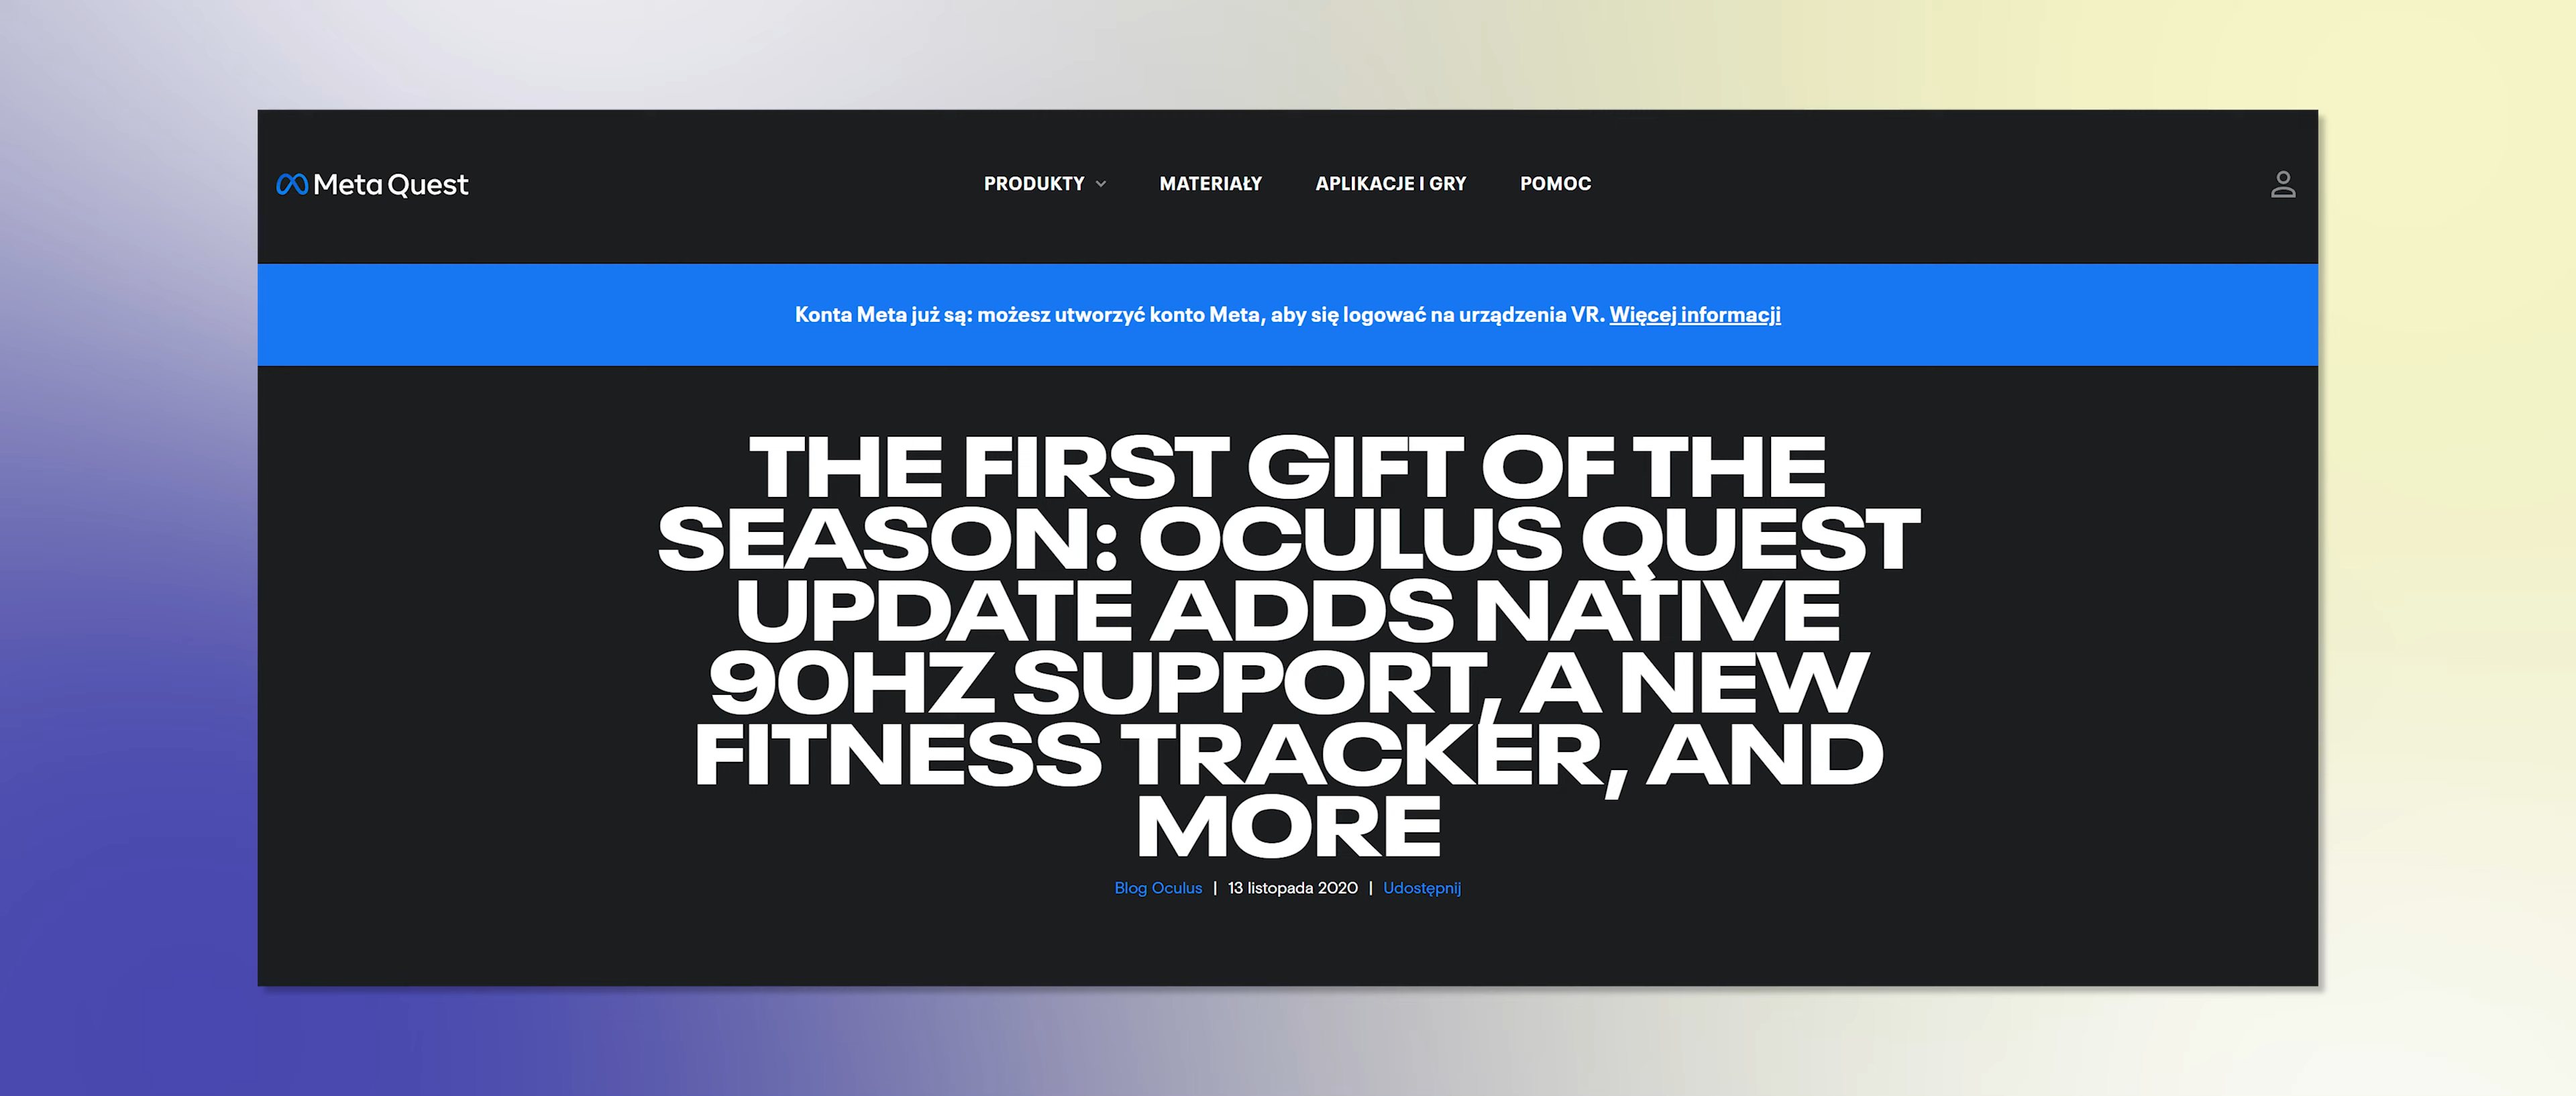 Meta Quest
PRODUKTY MATERIAŁY APLIKACJE I GRY POMOC
Konta Meta już są: możesz utworzyć konto Meta, aby się logować na urządzenia VR. Więcej informacji
THE FIRST GIFT OF THE
SEASON: OCULUS QUEST
UPDATE ADDS NATIVE
90HZ SUPPORT, A NEW
FITNESS TRACKER, AND
MORE
Blog Oculus | 13 listopada 2020 | Udostępnij